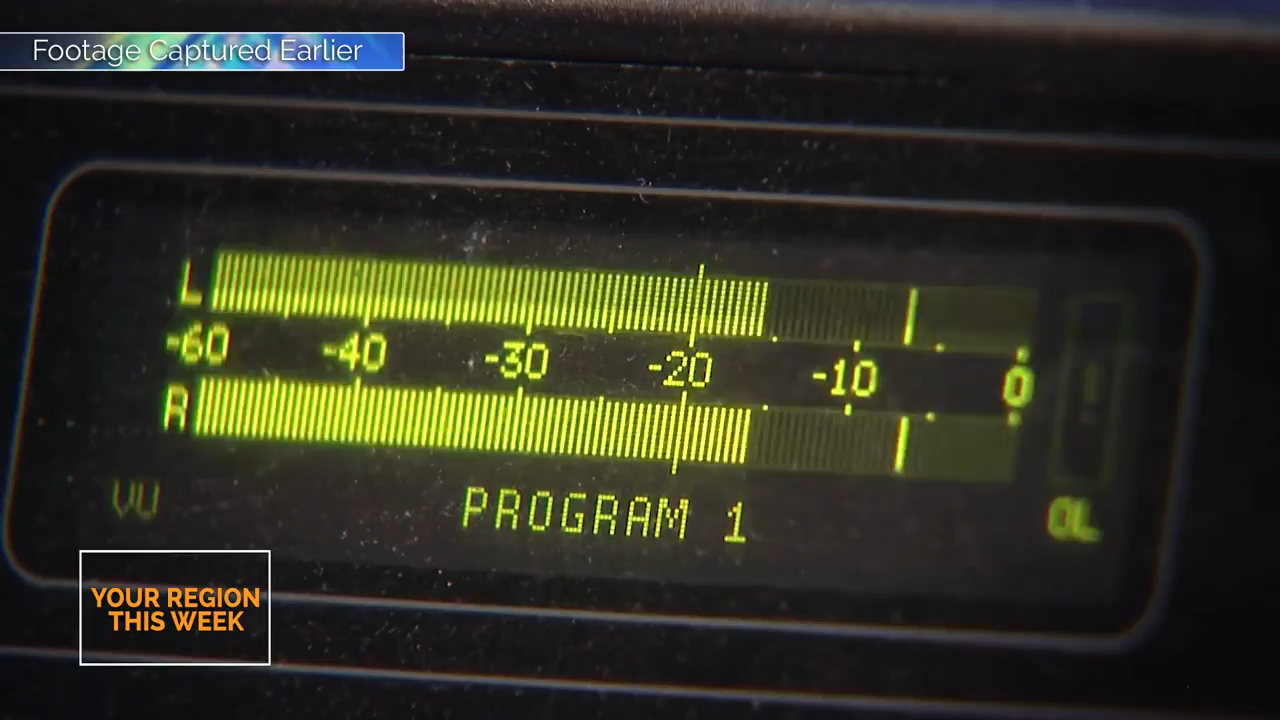 Footage Captured Earlier
L
-60 -40 -30 -20 -10 0
R
VU PROGRAM 1 OL
YOUR REGION
THIS WEEK